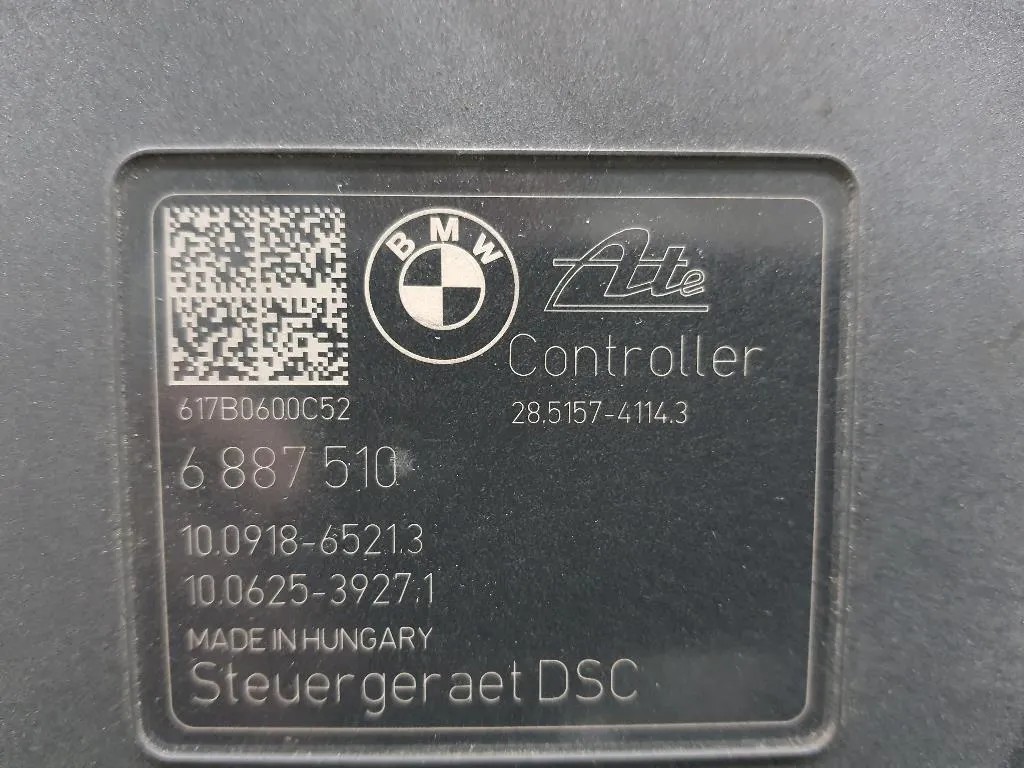 BMW
Ate
Controller
617B0600C52
28.5157-4114.3
6 887 510
10.0918-6521.3
10.0625-3927.1
MADE IN HUNGARY
Steuergeraet DSC